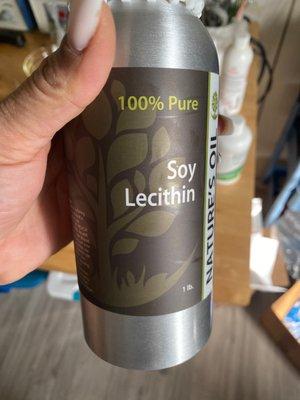 100% Pure
Soy
Lecithin
NATURE'S OIL
1 lb.